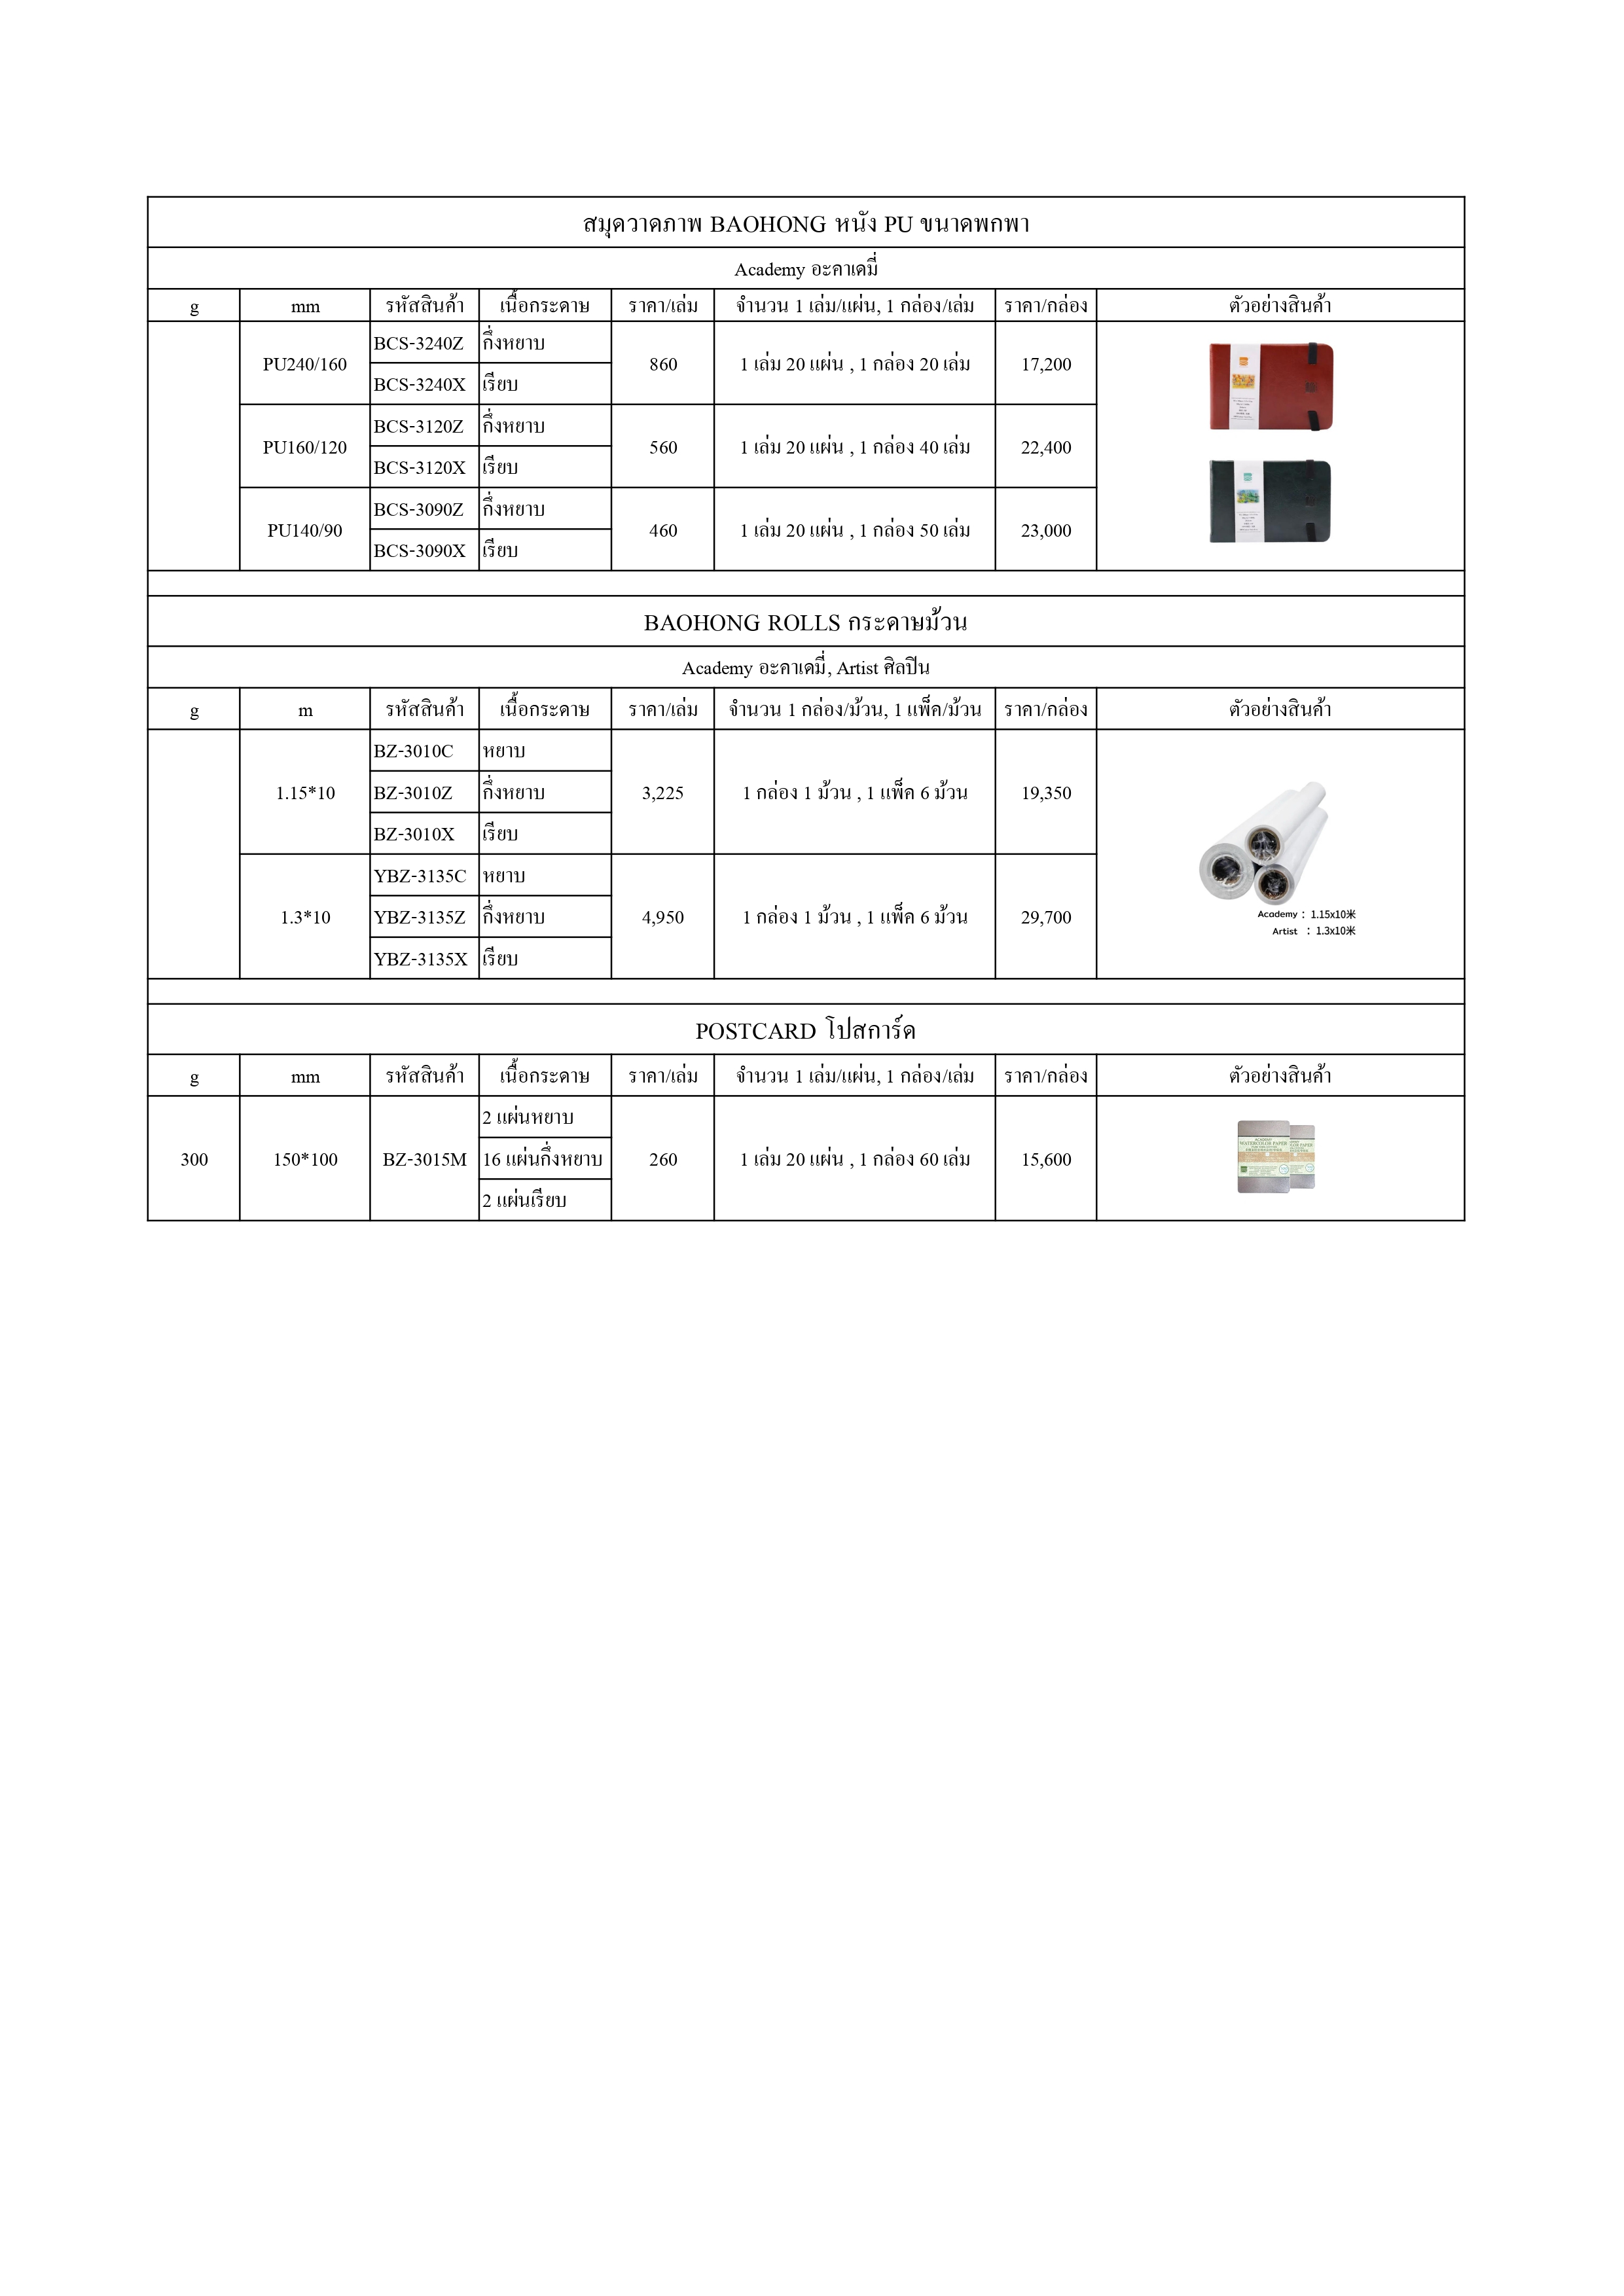 สมุดวาดภาพ BAOHONG หนัง PU ขนาดพกพา
Academy อะคาเดมี่
g mm รหัสสินค้า เนื้อกระดาษ ราคา/เล่ม จำนวน 1 เล่ม/แผ่น, 1 กล่อง/เล่ม ราคา/กล่อง ตัวอย่างสินค้า
PU240/160 BCS-3240Z กึ่งหยาบ 860 1 เล่ม 20 แผ่น , 1 กล่อง 20 เล่ม 17,200
BCS-3240X เรียบ
PU160/120 BCS-3120Z กึ่งหยาบ 560 1 เล่ม 20 แผ่น , 1 กล่อง 40 เล่ม 22,400
BCS-3120X เรียบ
PU140/90 BCS-3090Z กึ่งหยาบ 460 1 เล่ม 20 แผ่น , 1 กล่อง 50 เล่ม 23,000
BCS-3090X เรียบ
BAOHONG ROLLS กระดาษม้วน
Academy อะคาเดมี่, Artist ศิลปิน
g m รหัสสินค้า เนื้อกระดาษ ราคา/เล่ม จำนวน 1 กล่อง/ม้วน, 1 แพ็ค/ม้วน ราคา/กล่อง ตัวอย่างสินค้า
BZ-3010C หยาบ
1.15*10 BZ-3010Z กึ่งหยาบ 3,225 1 กล่อง 1 ม้วน , 1 แพ็ค 6 ม้วน 19,350
BZ-3010X เรียบ
YBZ-3135C หยาบ
1.3*10 YBZ-3135Z กึ่งหยาบ 4,950 1 กล่อง 1 ม้วน , 1 แพ็ค 6 ม้วน 29,700
YBZ-3135X เรียบ
Academy : 1.15x10米
Artist : 1.3x10米
POSTCARD โปสการ์ด
g mm รหัสสินค้า เนื้อกระดาษ ราคา/เล่ม จำนวน 1 เล่ม/แผ่น, 1 กล่อง/เล่ม ราคา/กล่อง ตัวอย่างสินค้า
2 แผ่นหยาบ
300 150*100 BZ-3015M 16 แผ่นกึ่งหยาบ 260 1 เล่ม 20 แผ่น , 1 กล่อง 60 เล่ม 15,600
2 แผ่นเรียบ
ACADEMY
WATERCOLOR PAPER